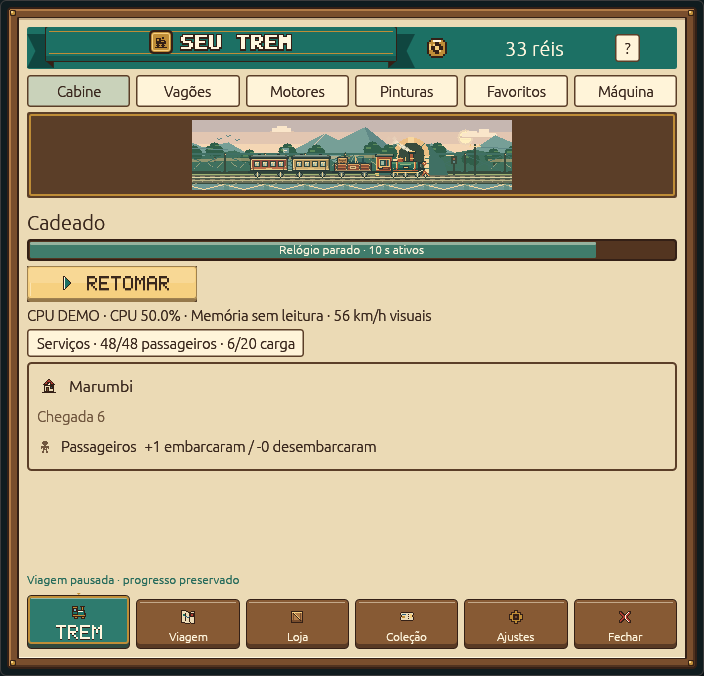 SEU TREM
33 réis
?
Cabine
Vagões
Motores
Pinturas
Favoritos
Máquina
Cadeado
Relógio parado · 10 s ativos
RETOMAR
CPU DEMO · CPU 50.0% · Memória sem leitura · 56 km/h visuais
Serviços · 48/48 passageiros · 6/20 carga
Marumbi
Chegada 6
Passageiros +1 embarcaram / -0 desembarcaram
Viagem pausada · progresso preservado
TREM
Viagem
Loja
Coleção
Ajustes
Fechar